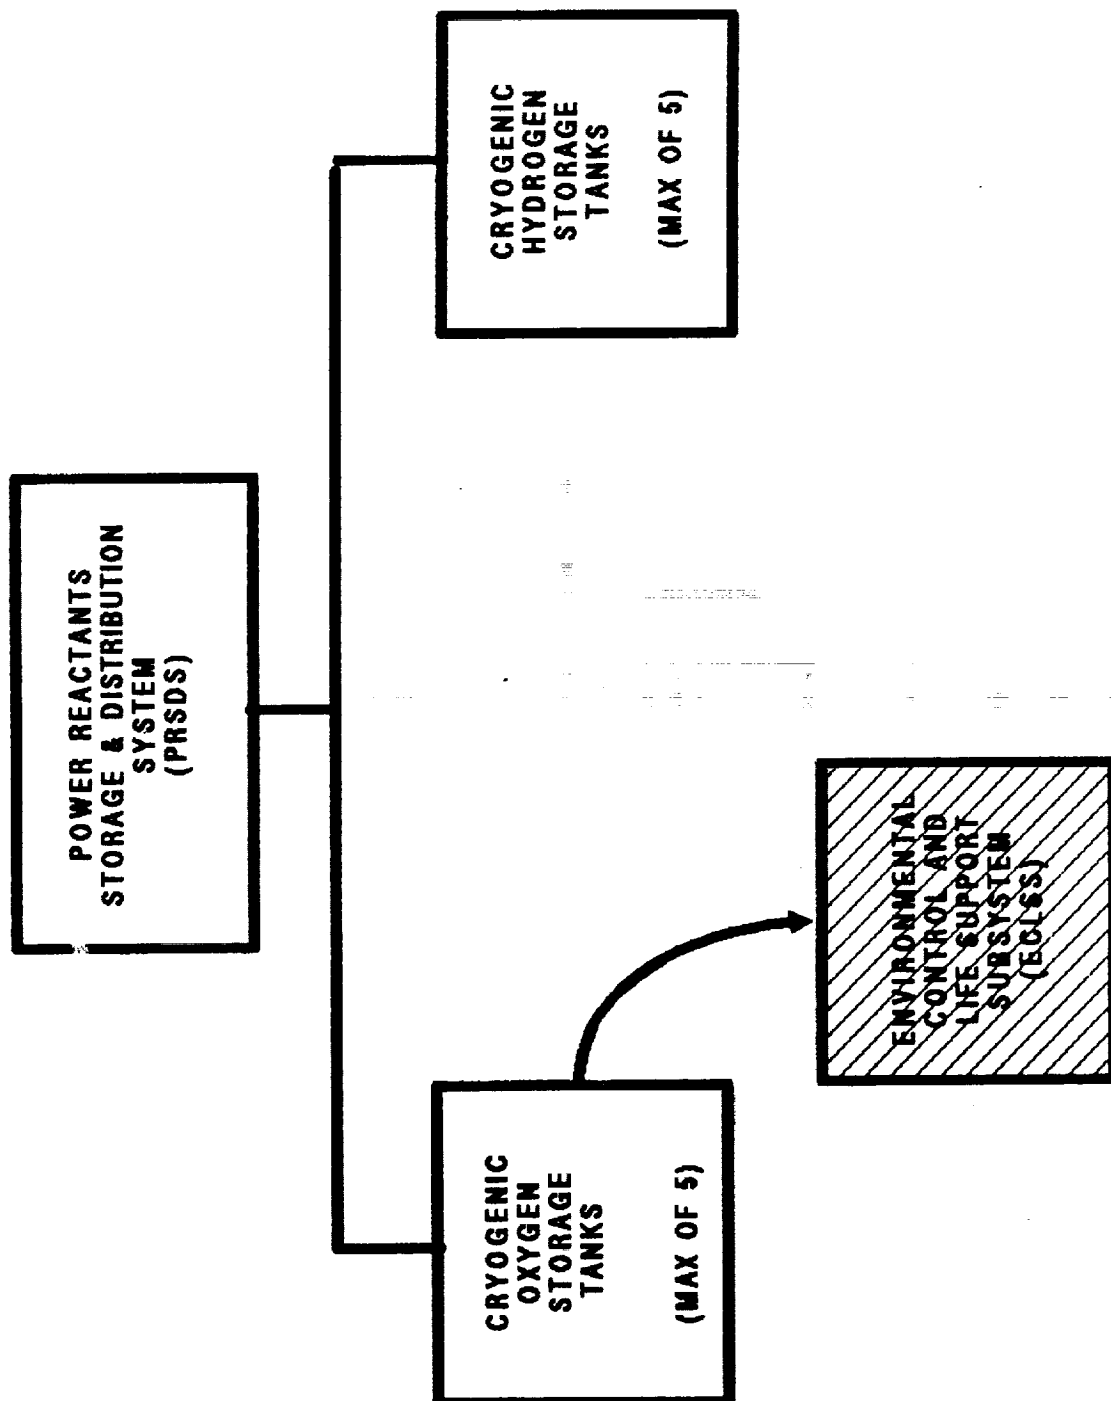 POWER REACTANTS
STORAGE & DISTRIBUTION
SYSTEM
(PRSDS)
CRYOGENIC
OXYGEN
STORAGE
TANKS
(MAX OF 5)
CRYOGENIC
HYDROGEN
STORAGE
TANKS
(MAX OF 5)
ENVIRONMENTAL
CONTROL AND
LIFE SUPPORT
SUBSYSTEM
(ECLSS)